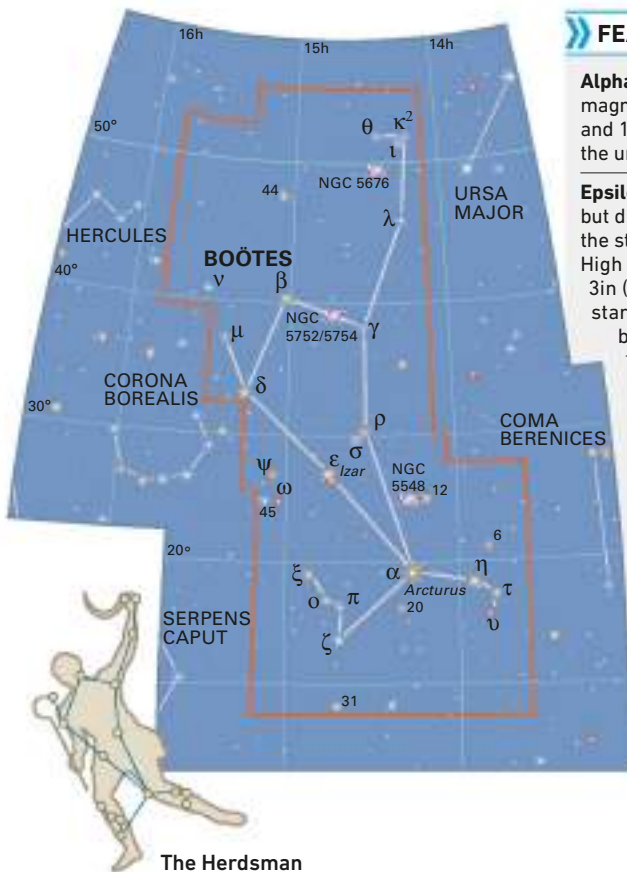 16h
15h
14h
50°
θ
κ²
ι
NGC 5676
44
URSA
MAJOR
λ
HERCULES
BOÖTES
40°
ν
β
NGC
5752/5754
γ
μ
CORONA
BOREALIS
δ
30°
COMA
BERENICES
ρ
σ
ε
Izar
ψ
ω
45
NGC
5548
12
6
20°
α
Arcturus
20
η
τ
υ
ξ
ο
π
ζ
SERPENS
CAPUT
31
The Herdsman
FEA
Alpha
magn
and 1
the ur
Epsil
but d
the st
High
3in (
stan
b